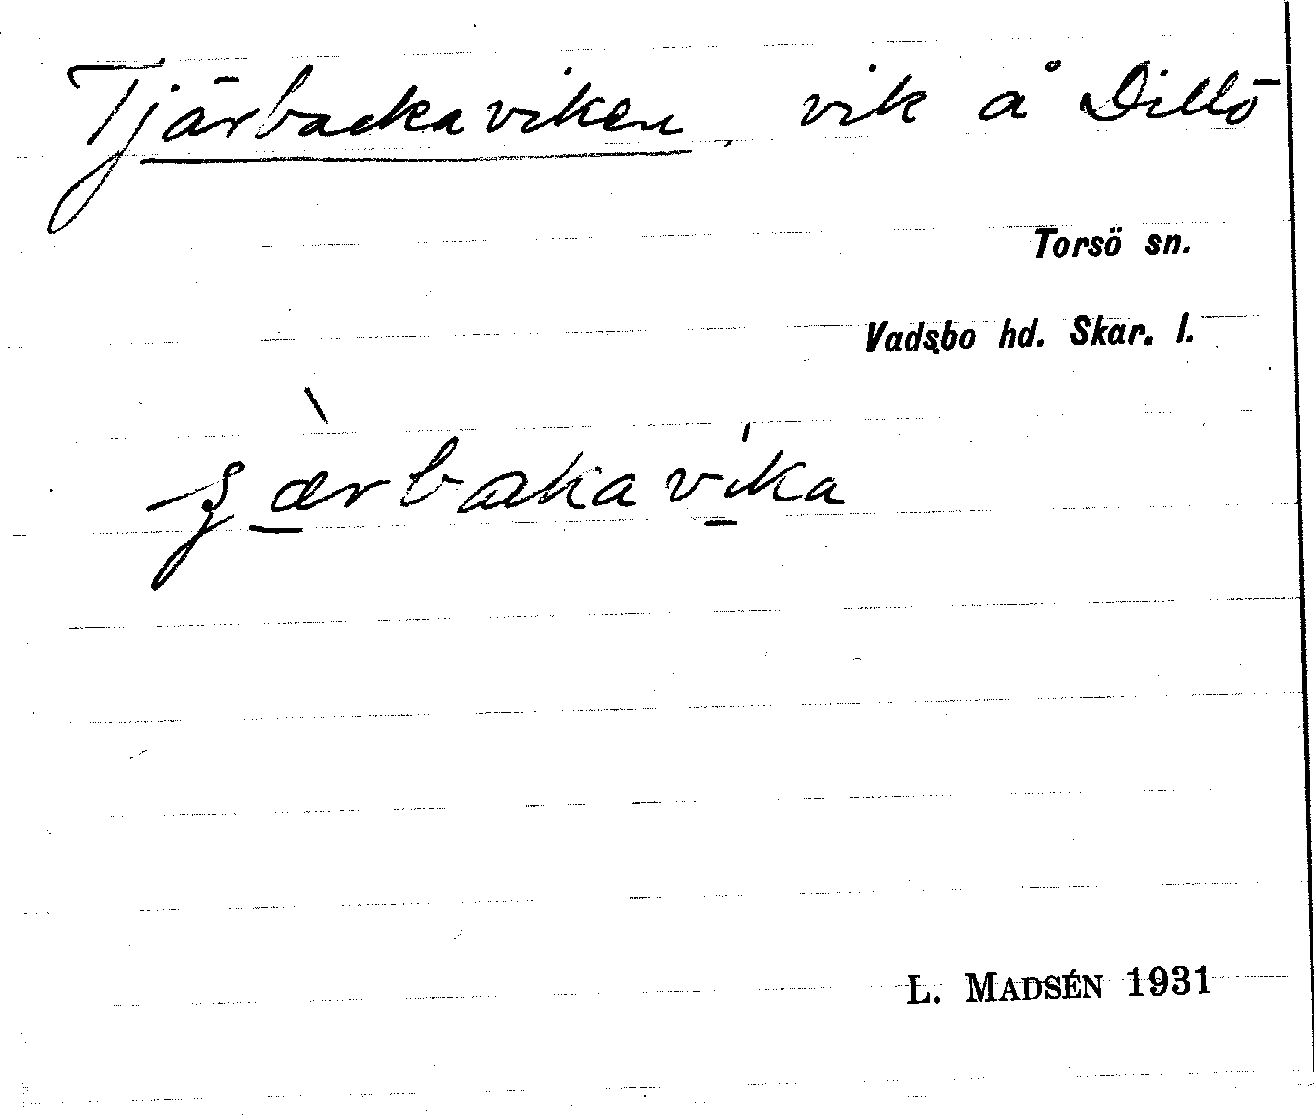 Tjärbackaviken, vik å Dillö
Torsö sn.
Vadsbo hd. Skar. l.
L. MADSÉN 1931